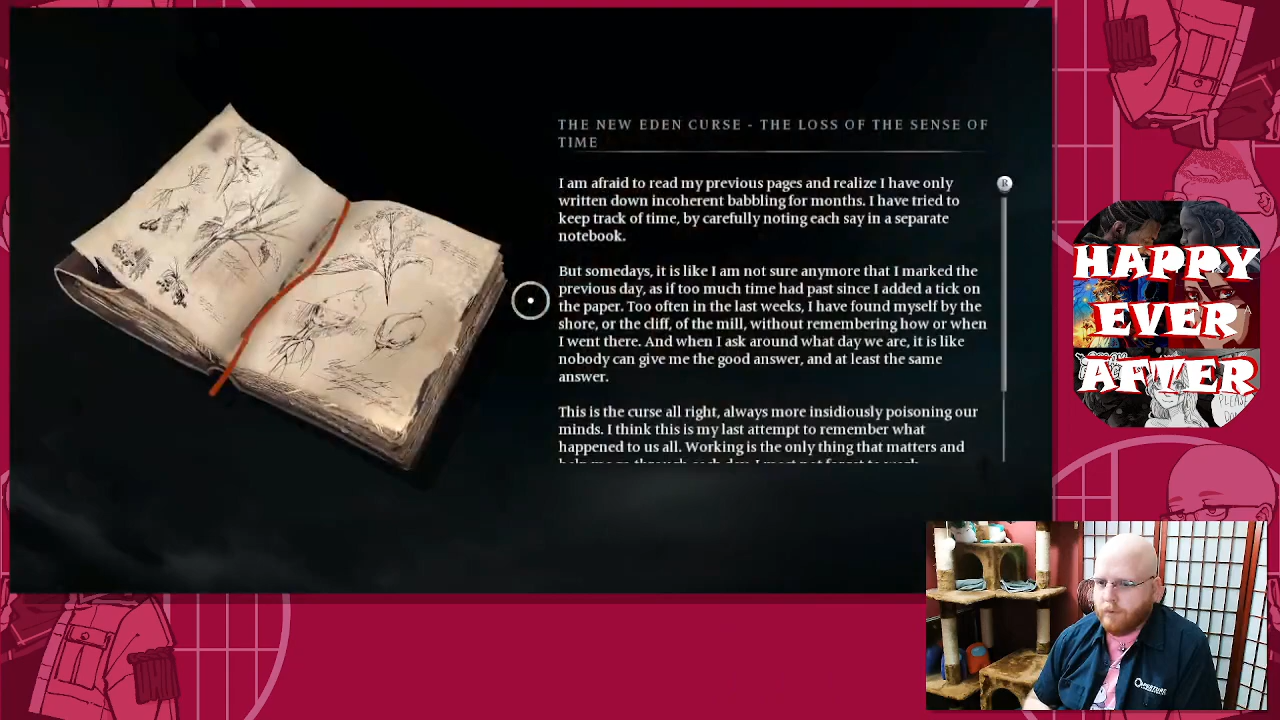 THE NEW EDEN CURSE - THE LOSS OF THE SENSE OF
TIME
I am afraid to read my previous pages and realize I have only
written down incoherent babbling for months. I have tried to
keep track of time, by carefully noting each say in a separate
notebook.
But somedays, it is like I am not sure anymore that I marked the
previous day, as if too much time had past since I added a tick on
the paper. Too often in the last weeks, I have found myself by the
shore, or the cliff, of the mill, without remembering how or when
I went there. And when I ask around what day we are, it is like
nobody can give me the good answer, and at least the same
answer.
This is the curse all right, always more insidiously poisoning our
minds. I think this is my last attempt to remember what
happened to us all. Working is the only thing that matters and
R
HAPPY
EVER
AFTER